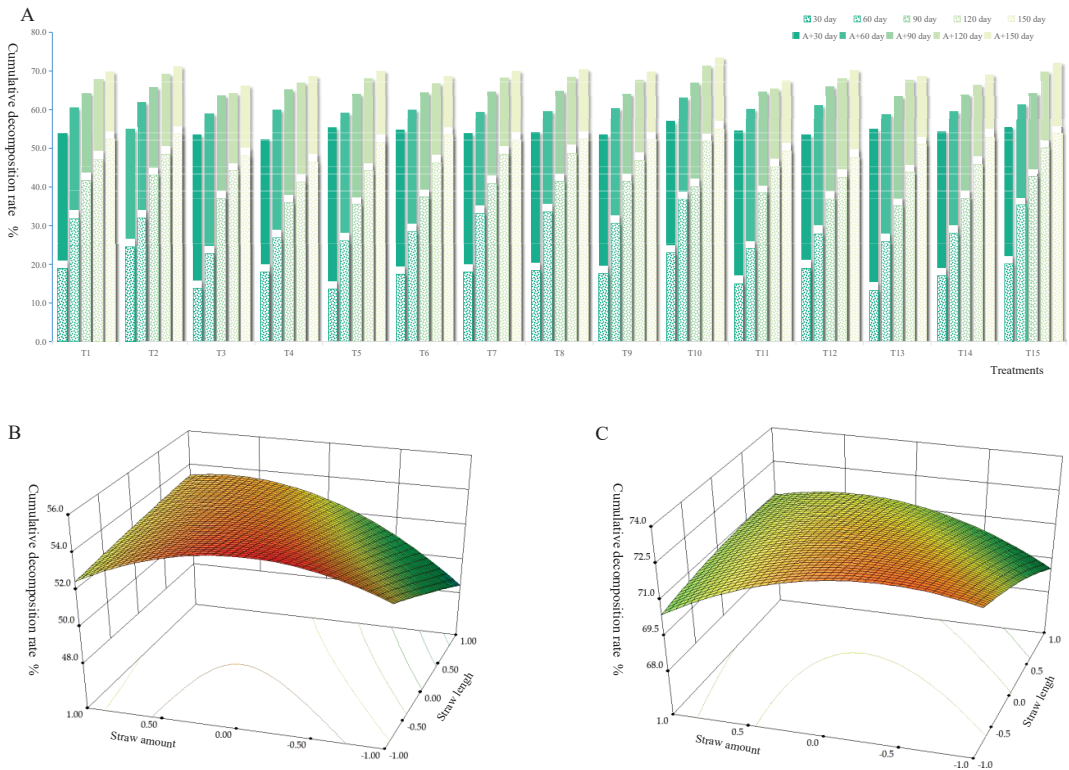 A
30 day 60 day 90 day 120 day 150 day
A+30 day A+60 day A+90 day A+120 day A+150 day
Cumulative decomposition rate %
80.0
70.0
60.0
50.0
40.0
30.0
20.0
10.0
0.0
T1 T2 T3 T4 T5 T6 T7 T8 T9 T10 T11 T12 T13 T14 T15
Treatments
B
Cumulative decomposition rate %
56.0
54.0
52.0
50.0
48.0
1.00
0.50
0.00
-0.50
-1.00
Straw amount
1.00
0.50
0.00
-0.50
-1.00
Straw lengh
C
Cumulative decomposition rate %
74.0
72.5
71.0
69.5
68.0
1.0
0.5
0.0
-0.5
-1.0
Straw amount
1.0
0.5
0.0
-0.5
-1.0
Straw lengh